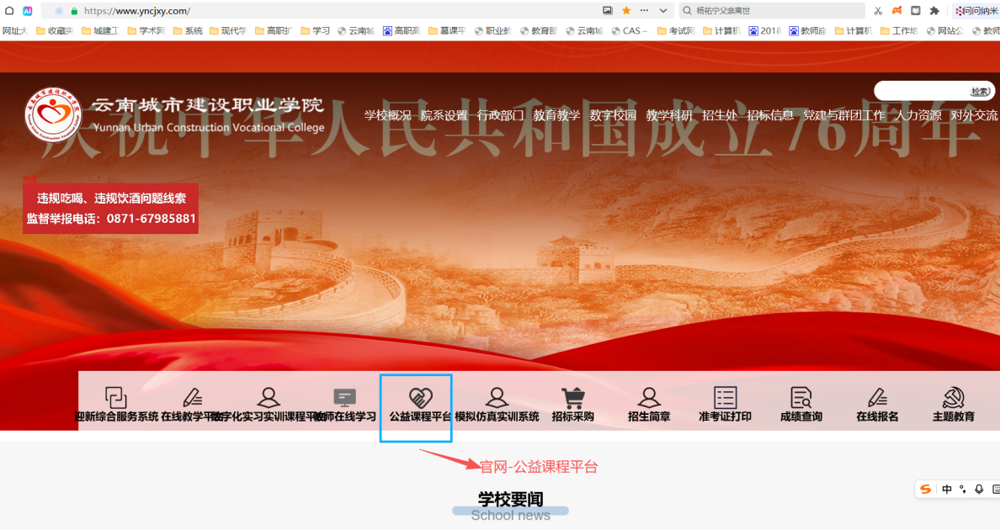 https://www.yncjxy.com/
杨祐宁父亲离世
问问纳米
网址大
收藏夹
城建工
学术网
系统
现代学
高职扩
学习
云南城
高职高
慕课平
职业教
教育部
云南城
CAS –
考试网
计算机
2018
教师座
计算机
工作培
网站公
教师
云南城市建设职业学院
Yunnan Urban Construction Vocational College
检索
庆祝中华人民共和国成立76周年
学校概况 院系设置 行政部门 教育教学 数字校园 教学科研 招生处 招标信息 党建与群团工作 人力资源 对外交流
违规吃喝、违规饮酒问题线索
监督举报电话：0871-67985881
迎新综合服务系统
在线教学平台
数字化实习实训课程平台
教师在线学习
公益课程平台
模拟仿真实训系统
招标采购
招生简章
准考证打印
成绩查询
在线报名
主题教育
官网-公益课程平台
学校要闻
School news
中